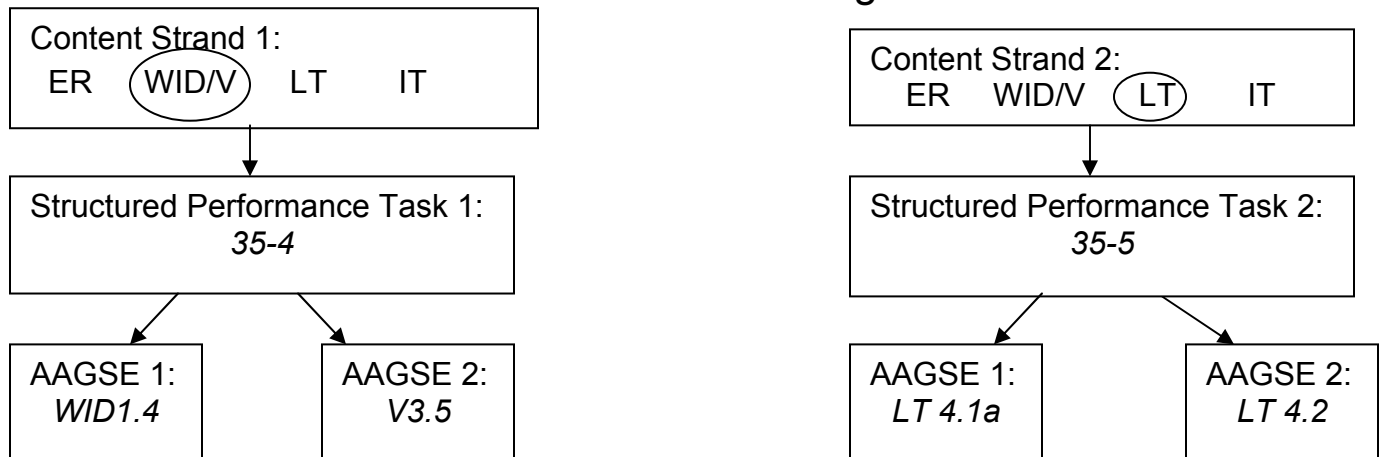 Content Strand 1:
ER WID/V LT IT
Structured Performance Task 1:
35-4
AAGSE 1:
WID1.4
AAGSE 2:
V3.5
Content Strand 2:
ER WID/V LT IT
Structured Performance Task 2:
35-5
AAGSE 1:
LT 4.1a
AAGSE 2:
LT 4.2